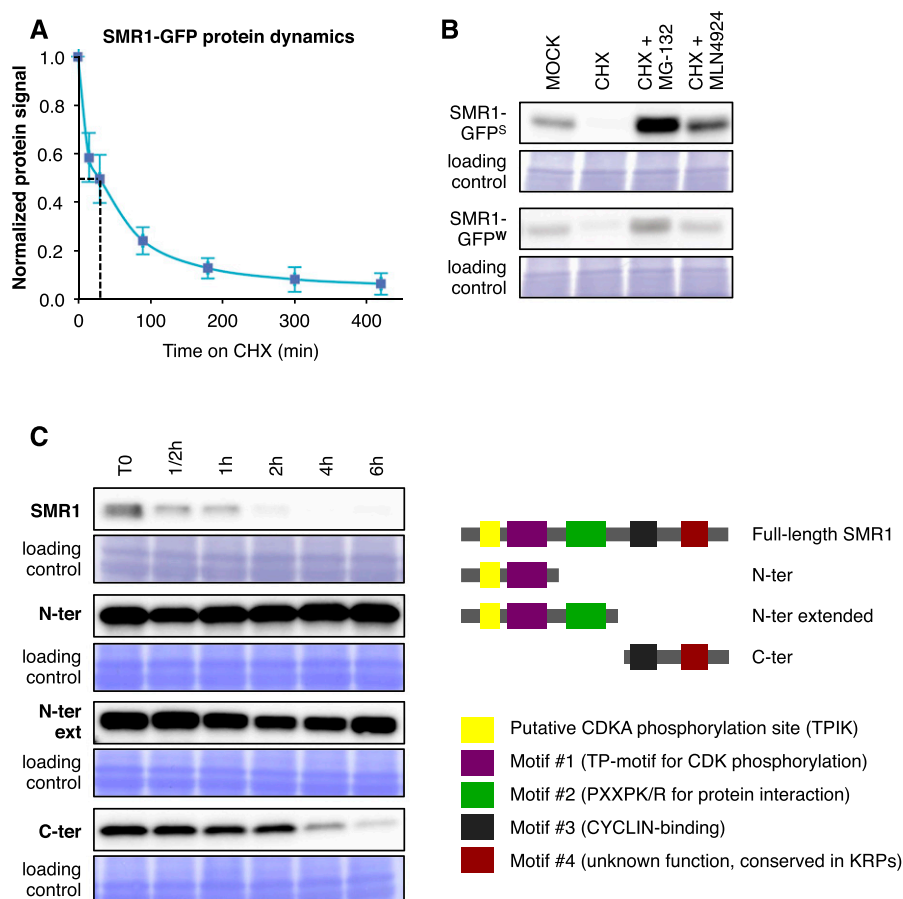 A
SMR1-GFP protein dynamics
Normalized protein signal
1.0
0.8
0.6
0.4
0.2
0.0
0
100
200
300
400
Time on CHX (min)
B
MOCK
CHX
CHX +
MG-132
CHX +
MLN4924
SMR1-
GFPS
loading
control
SMR1-
GFPW
loading
control
C
T0
1/2h
1h
2h
4h
6h
SMR1
loading
control
N-ter
loading
control
N-ter
ext
loading
control
C-ter
loading
control
Full-length SMR1
N-ter
N-ter extended
C-ter
Putative CDKA phosphorylation site (TPIK)
Motif #1 (TP-motif for CDK phosphorylation)
Motif #2 (PXXPK/R for protein interaction)
Motif #3 (CYCLIN-binding)
Motif #4 (unknown function, conserved in KRPs)